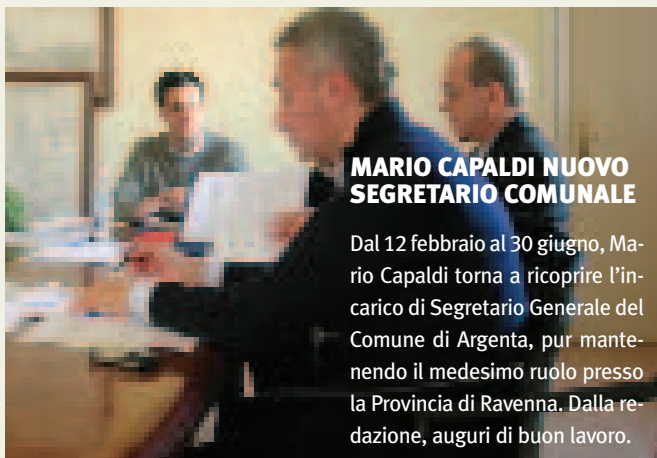 MARIO CAPALDI NUOVO
SEGRETARIO COMUNALE
Dal 12 febbraio al 30 giugno, Ma-
rio Capaldi torna a ricoprire l’in-
carico di Segretario Generale del
Comune di Argenta, pur mante-
nendo il medesimo ruolo presso
la Provincia di Ravenna. Dalla re-
dazione, auguri di buon lavoro.